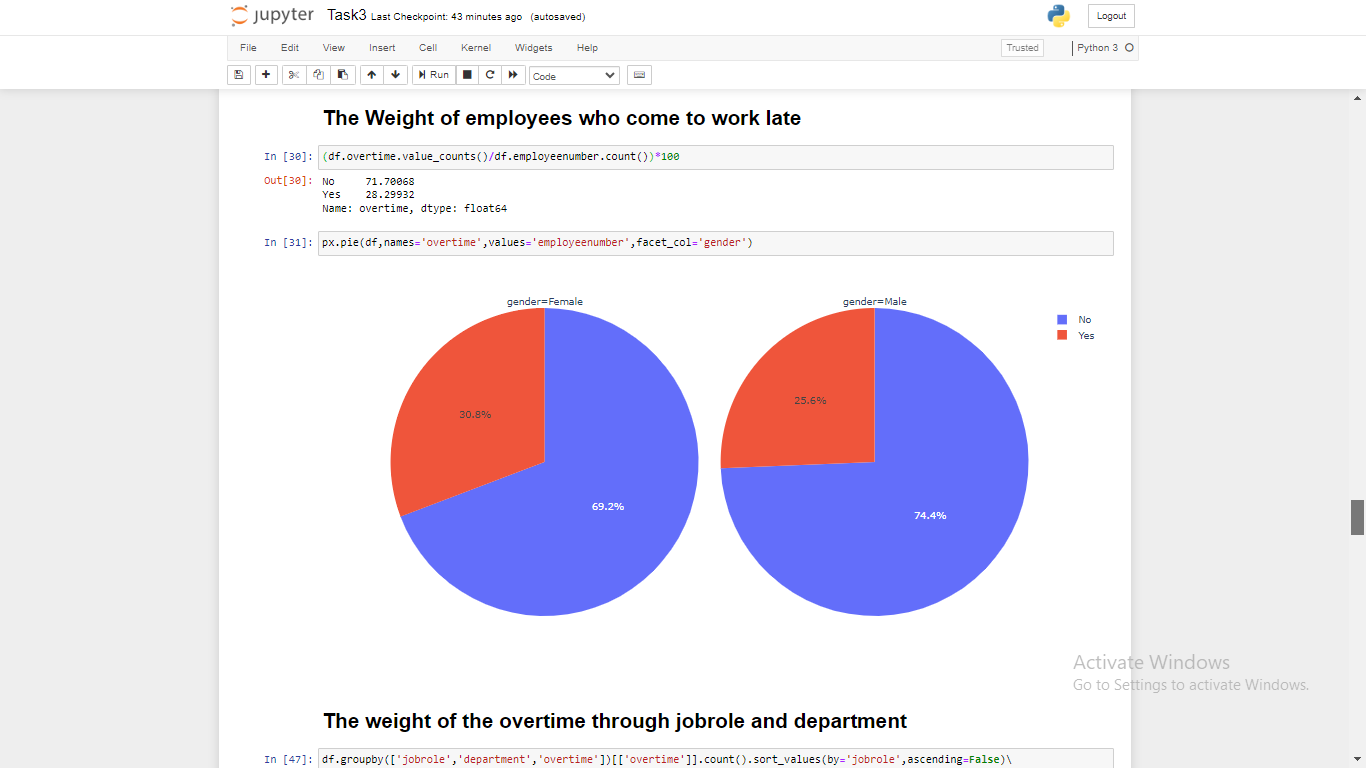 jupyter Task3 Last Checkpoint: 43 minutes ago (autosaved)
Logout
File Edit View Insert Cell Kernel Widgets Help
Trusted Python 3
Run Code
The Weight of employees who come to work late
In [30]: (df.overtime.value_counts()/df.employeenumber.count())*100
Out[30]: No 71.70068
Yes 28.29932
Name: overtime, dtype: float64
In [31]: px.pie(df,names='overtime',values='employeenumber',facet_col='gender')
gender=Female
gender=Male
No
Yes
30.8%
69.2%
25.6%
74.4%
Activate Windows
Go to Settings to activate Windows.
The weight of the overtime through jobrole and department
In [47]: df.groupby(['jobrole','department','overtime'])[['overtime']].count().sort_values(by='jobrole',ascending=False)\